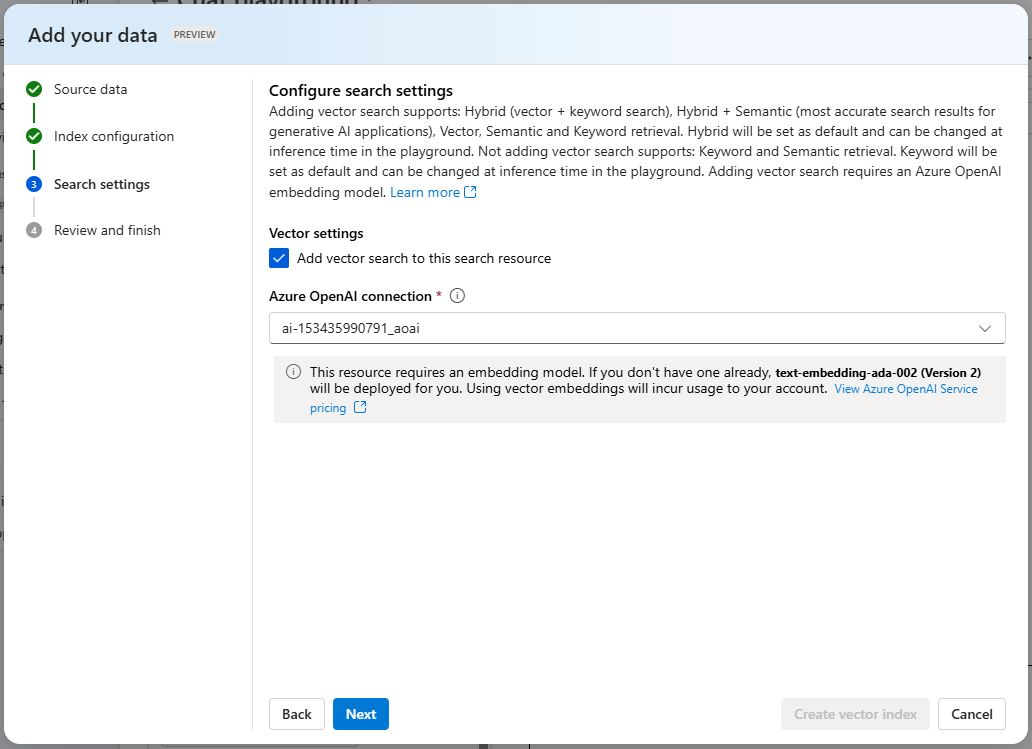 Add your data PREVIEW
Source data
Index configuration
3 Search settings
4 Review and finish
Configure search settings
Adding vector search supports: Hybrid (vector + keyword search), Hybrid + Semantic (most accurate search results for
generative AI applications), Vector, Semantic and Keyword retrieval. Hybrid will be set as default and can be changed at
inference time in the playground. Not adding vector search supports: Keyword and Semantic retrieval. Keyword will be
set as default and can be changed at inference time in the playground. Adding vector search requires an Azure OpenAI
embedding model. Learn more
Vector settings
Add vector search to this search resource
Azure OpenAI connection *
ai-153435990791_aoai
This resource requires an embedding model. If you don't have one already, text-embedding-ada-002 (Version 2)
will be deployed for you. Using vector embeddings will incur usage to your account. View Azure OpenAI Service
pricing
Back
Next
Create vector index
Cancel